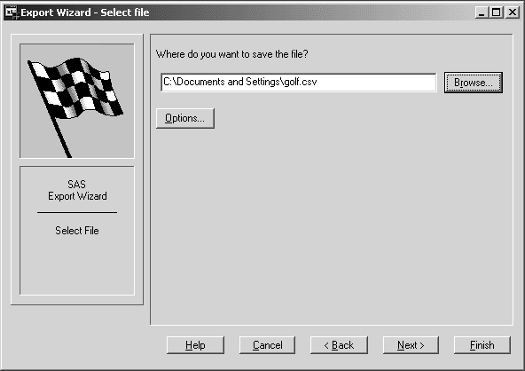 Export Wizard - Select file
Where do you want to save the file?
C:\Documents and Settings\golf.csv
Browse...
Options...
SAS
Export Wizard
Select File
Help
Cancel
< Back
Next >
Finish